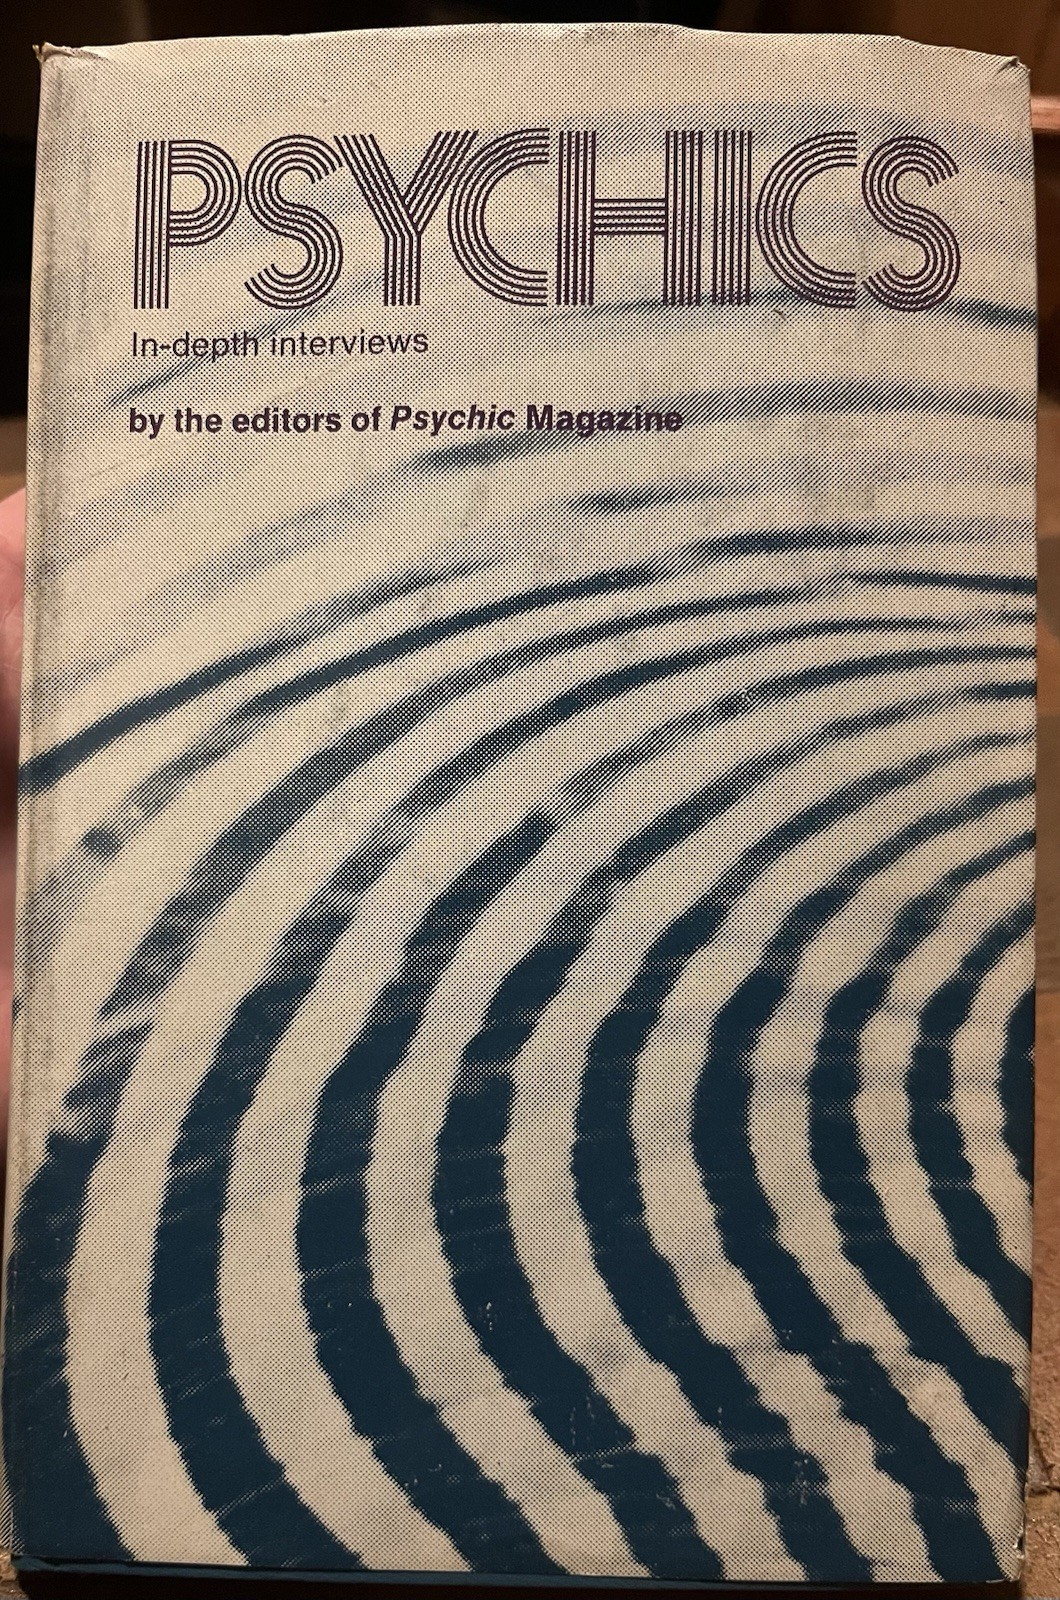 PSYCHICS
In-depth interviews
by the editors of Psychic Magazine